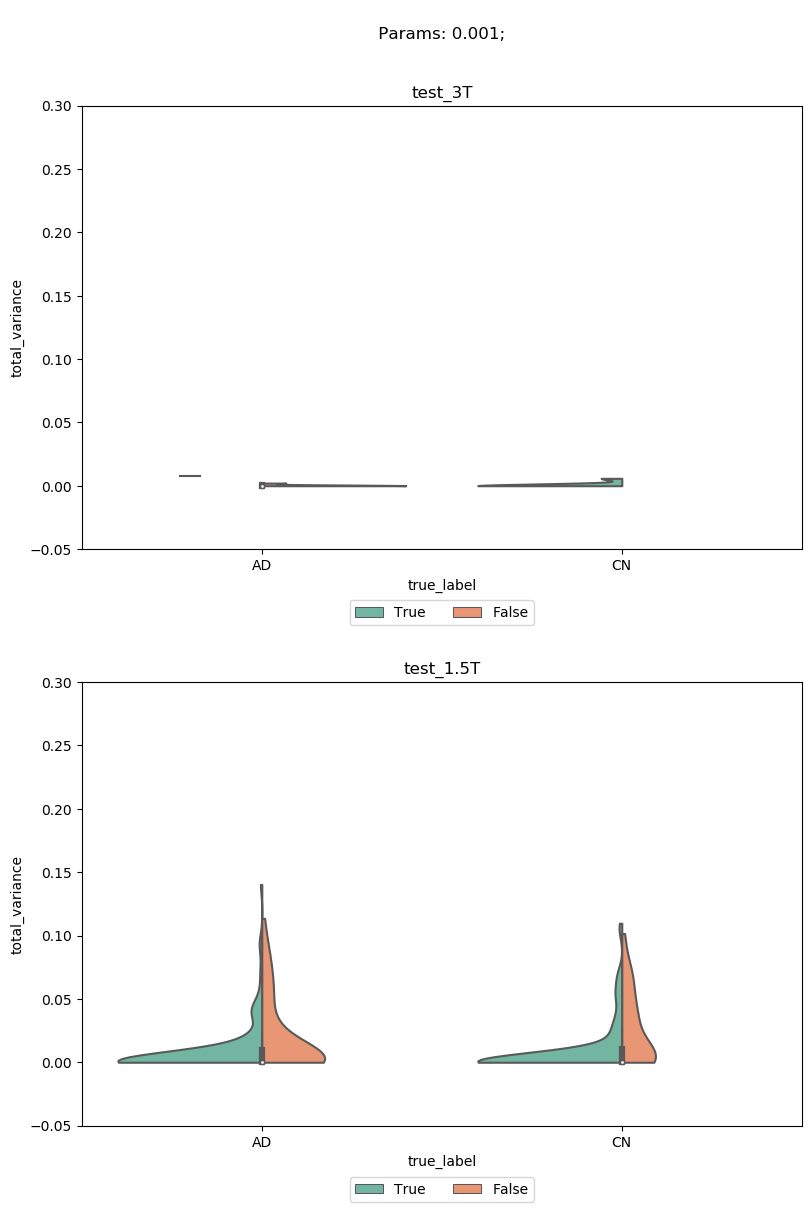 Params: 0.001;
test_3T
0.30
0.25
0.20
0.15
0.10
0.05
0.00
−0.05
total_variance
AD CN
true_label
True False
test_1.5T
0.30
0.25
0.20
0.15
0.10
0.05
0.00
−0.05
total_variance
AD CN
true_label
True False